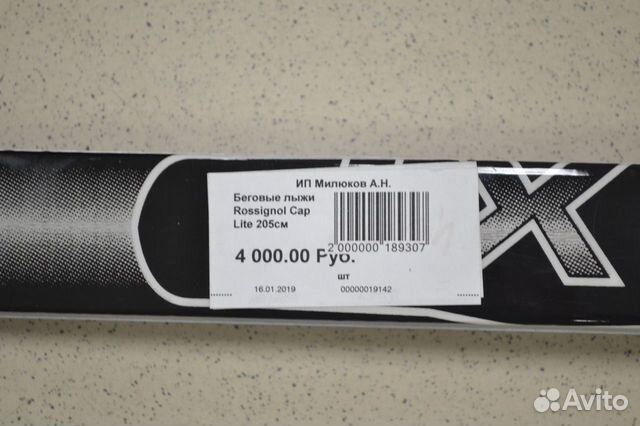 ИП Милюков А.Н.
Беговые лыжи
Rossignol Cap
Lite 205см
2 000000 189307
4 000.00 Руб.
шт
16.01.2019 00000019142
X
Avito